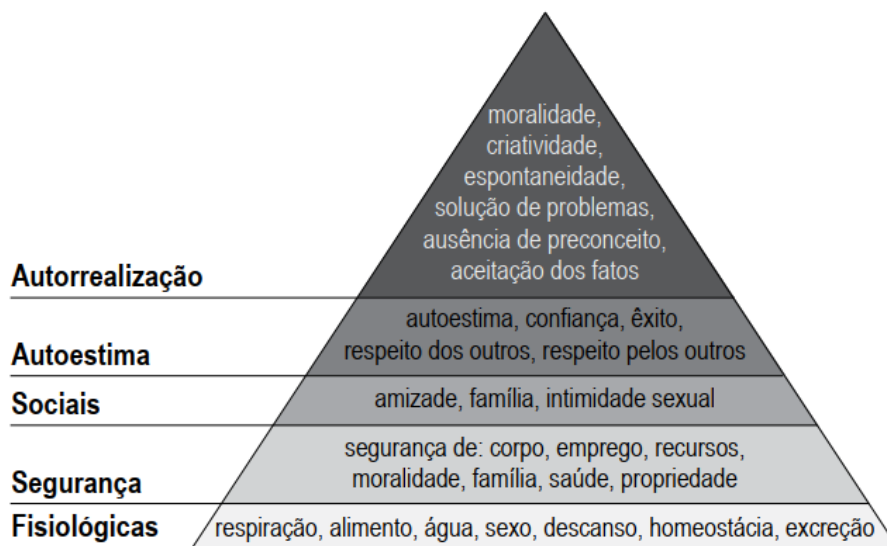 moralidade,
criatividade,
espontaneidade,
solução de problemas,
ausência de preconceito,
aceitação dos fatos
Autorrealização
autoestima, confiança, êxito,
respeito dos outros, respeito pelos outros
Autoestima
amizade, família, intimidade sexual
Sociais
segurança de: corpo, emprego, recursos,
moralidade, família, saúde, propriedade
Segurança
Fisiológicas
respiração, alimento, água, sexo, descanso, homeostácia, excreção